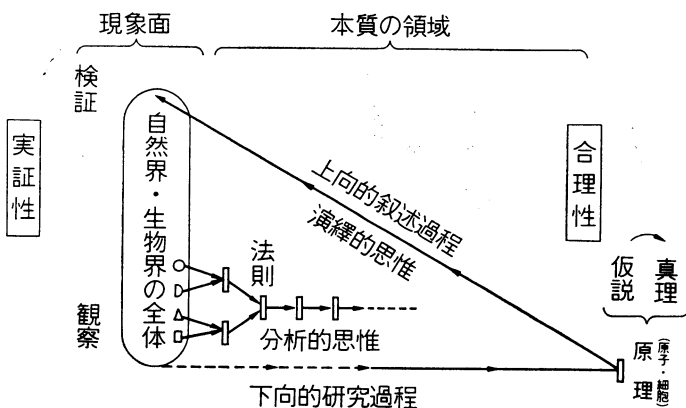 現象面
本質の領域
検証
実証性
自然界・生物界の全体
合理性
上向的叙述過程
演繹的思惟
法則
仮説
真理
観察
分析的思惟
原理
(原子・細胞)
下向的研究過程